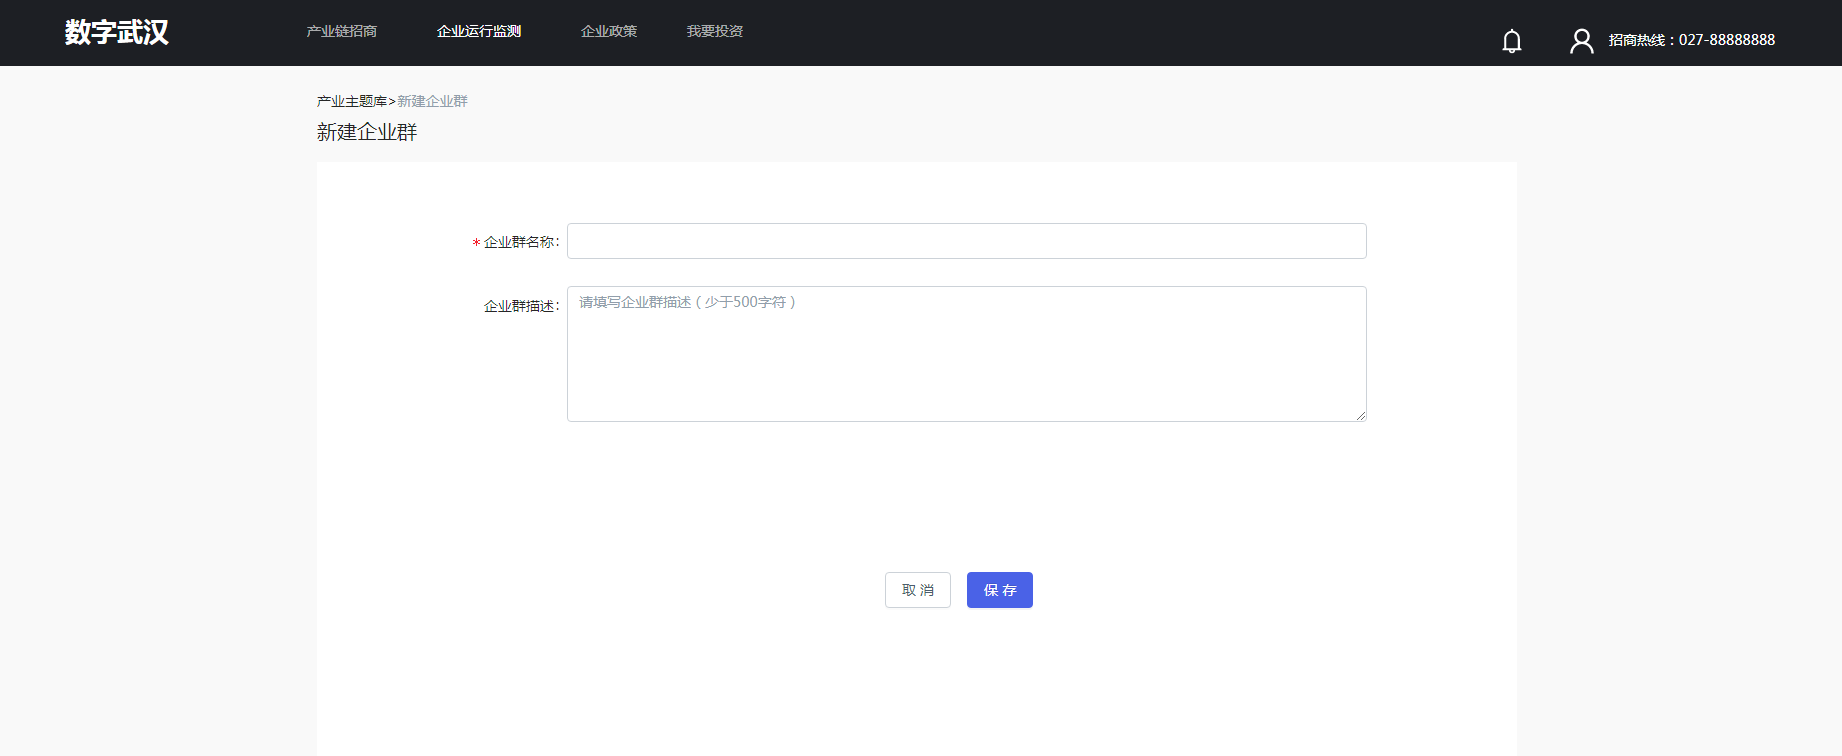 数字武汉
产业链招商 企业运行监测 企业政策 我要投资
招商热线：027-88888888
产业主题库>新建企业群
新建企业群
* 企业群名称：
企业群描述：
请填写企业群描述（少于500字符）
取 消 保 存